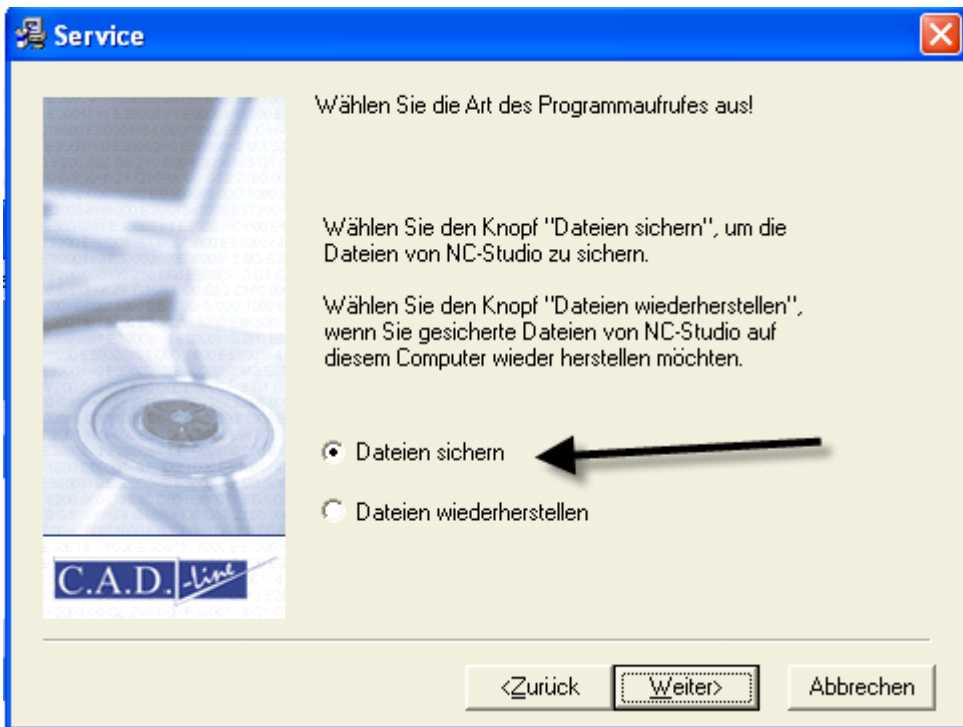 Service
Wählen Sie die Art des Programmaufrufes aus!
Wählen Sie den Knopf "Dateien sichern", um die
Dateien von NC-Studio zu sichern.
Wählen Sie den Knopf "Dateien wiederherstellen",
wenn Sie gesicherte Dateien von NC-Studio auf
diesem Computer wieder herstellen möchten.
Dateien sichern
Dateien wiederherstellen
C.A.D.-line
<Zurück Weiter> Abbrechen